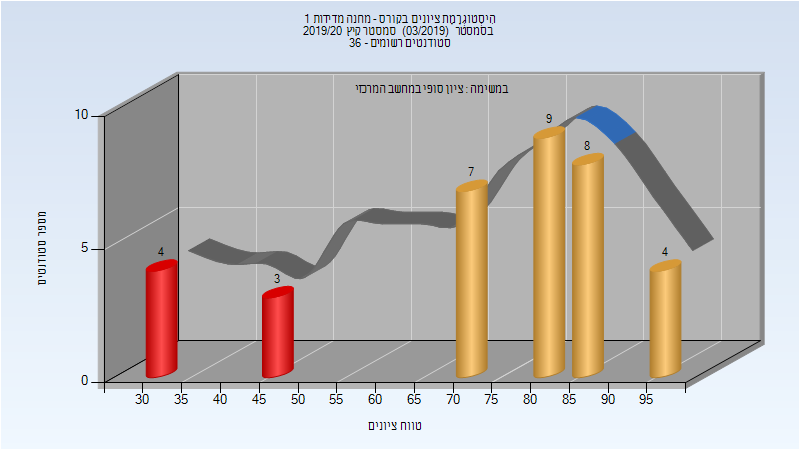 היסטוגרמת ציונים בקורס - מחנה מדידות 1
בסמסטר (03/2019) סמסטר קיץ 2019/20
סטודנטים רשומים - 36
במשימה : ציון סופי במחשב המרכזי
10
5
0
מספר סטודנטים
4
3
7
9
8
4
30 35 40 45 50 55 60 65 70 75 80 85 90 95
טווח ציונים